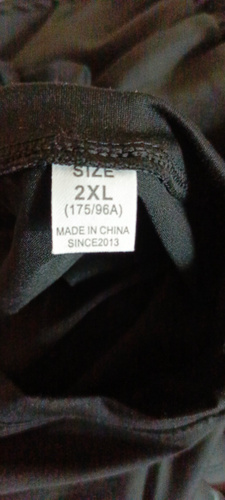 SIZE
2XL
(175/96A)
MADE IN CHINA
SINCE2013